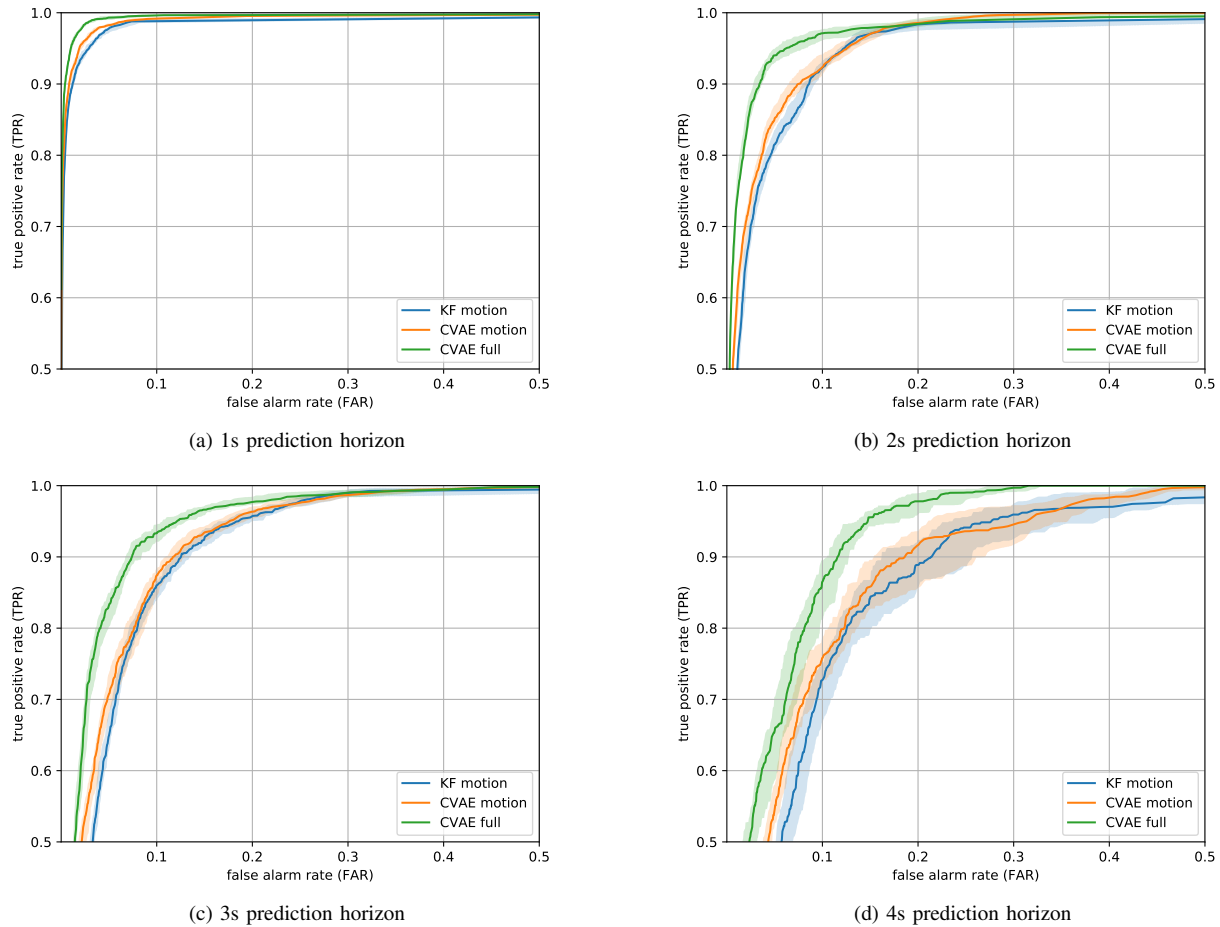 1.0
0.9
0.8
0.7
0.6
0.5
true positive rate (TPR)
0.1 0.2 0.3 0.4 0.5
false alarm rate (FAR)
KF motion
CVAE motion
CVAE full
(a) 1s prediction horizon
1.0
0.9
0.8
0.7
0.6
0.5
true positive rate (TPR)
0.1 0.2 0.3 0.4 0.5
false alarm rate (FAR)
KF motion
CVAE motion
CVAE full
(b) 2s prediction horizon
1.0
0.9
0.8
0.7
0.6
0.5
true positive rate (TPR)
0.1 0.2 0.3 0.4 0.5
false alarm rate (FAR)
KF motion
CVAE motion
CVAE full
(c) 3s prediction horizon
1.0
0.9
0.8
0.7
0.6
0.5
true positive rate (TPR)
0.1 0.2 0.3 0.4 0.5
false alarm rate (FAR)
KF motion
CVAE motion
CVAE full
(d) 4s prediction horizon